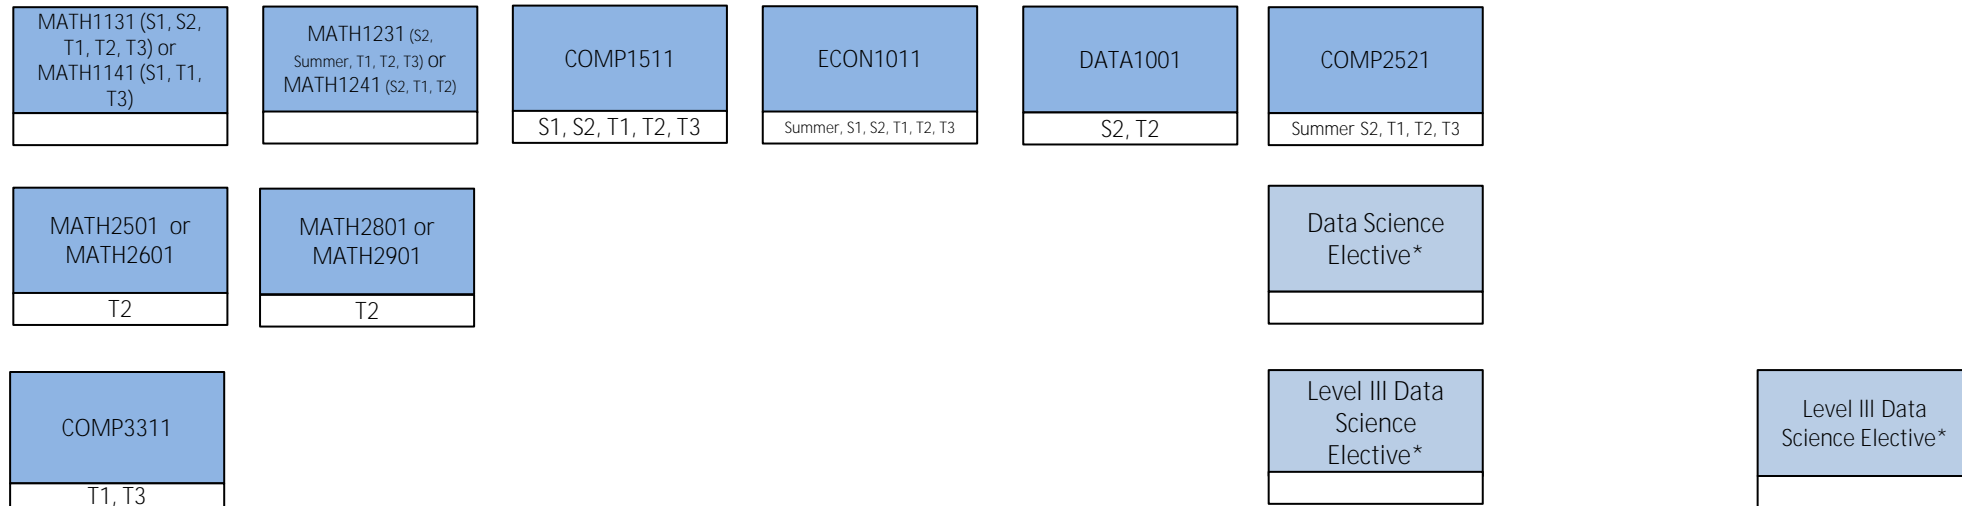 MATH1131 (S1, S2,
T1, T2, T3) or
MATH1141 (S1, T1,
T3)
MATH1231 (S2,
Summer, T1, T2, T3) or
MATH1241 (S2, T1, T2)
COMP1511
S1, S2, T1, T2, T3
ECON1011
Summer, S1, S2, T1, T2, T3
DATA1001
S2, T2
COMP2521
Summer S2, T1, T2, T3
MATH2501 or
MATH2601
T2
MATH2801 or
MATH2901
T2
Data Science
Elective*
COMP3311
T1, T3
Level III Data
Science
Elective*
Level III Data
Science Elective*